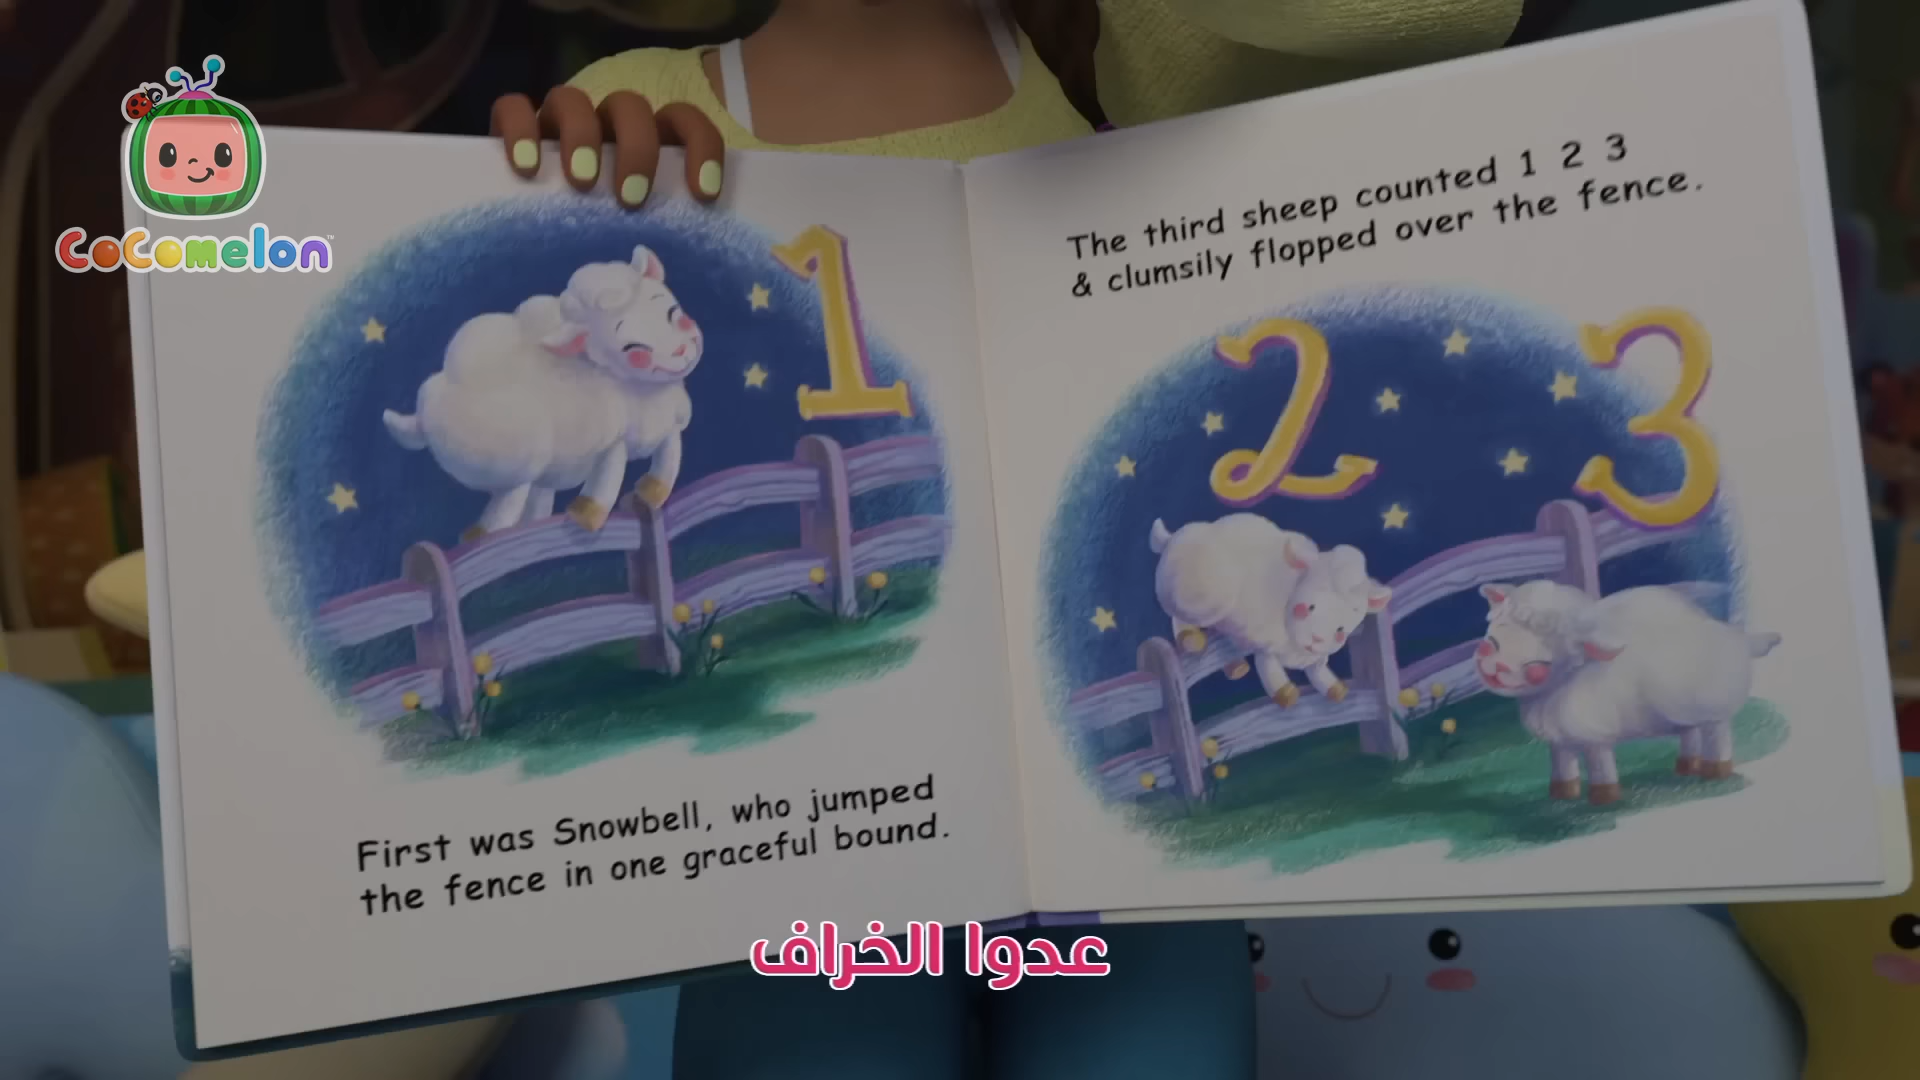 CoCoMelon™
1
The third sheep counted 1 2 3
& clumsily flopped over the fence.
2 3
First was Snowbell, who jumped
the fence in one graceful bound.
عدوا الخراف